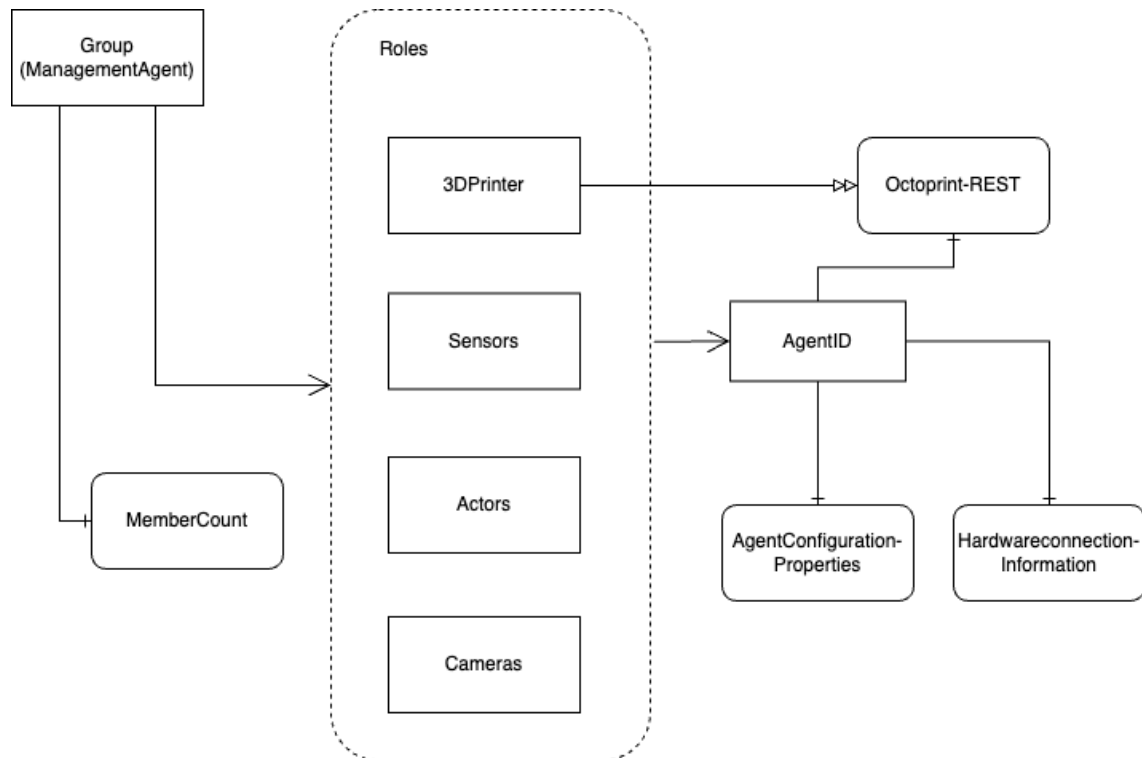 Group
(ManagementAgent)
Roles
3DPrinter
Octoprint-REST
Sensors
AgentID
Actors
MemberCount
AgentConfiguration-
Properties
Hardwareconnection-
Information
Cameras